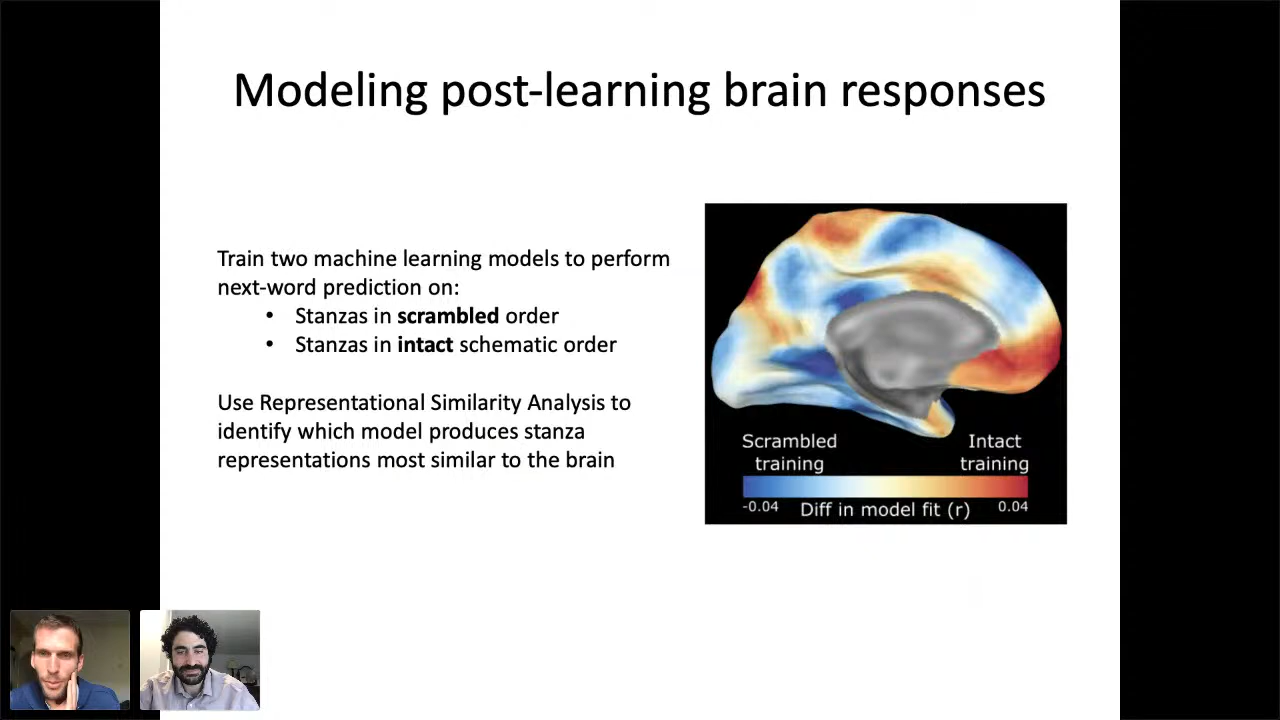 Modeling post-learning brain responses
Train two machine learning models to perform
next-word prediction on:
• Stanzas in scrambled order
• Stanzas in intact schematic order
Use Representational Similarity Analysis to
identify which model produces stanza
representations most similar to the brain
Scrambled training
Intact training
-0.04 Diff in model fit (r) 0.04